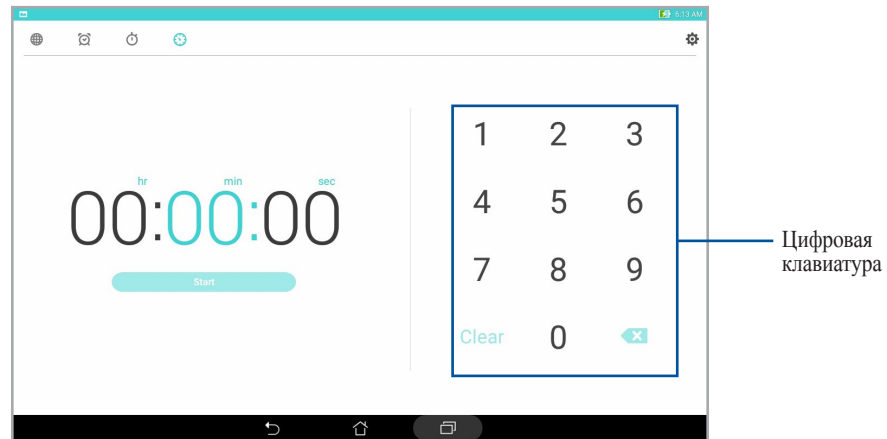 6:13 AM
hr min sec
00:00:00
Start
1 2 3
4 5 6
7 8 9
Clear 0
Цифровая
клавиатура